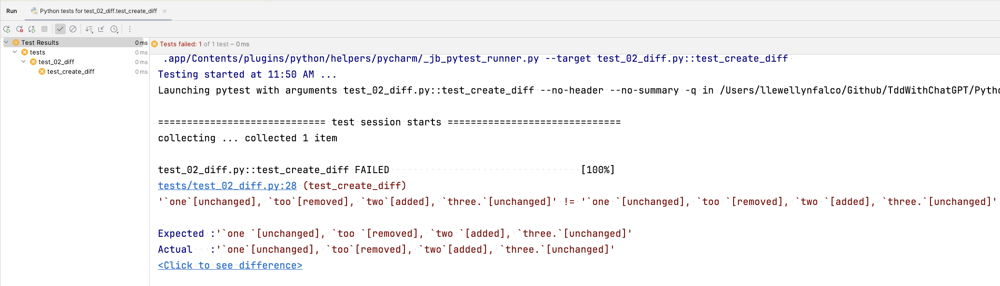 Run Python tests for test_02_diff.test_create_diff
Test Results 0 ms
tests 0 ms
test_02_diff 0 ms
test_create_diff 0 ms
Tests failed: 1 of 1 test – 0 ms
.app/Contents/plugins/python/helpers/pycharm/_jb_pytest_runner.py --target test_02_diff.py::test_create_diff
Testing started at 11:50 AM ...
Launching pytest with arguments test_02_diff.py::test_create_diff --no-header --no-summary -q in /Users/llewellynfalco/Github/TddWithChatGPT/Pytho
============================= test session starts ==============================
collecting ... collected 1 item
test_02_diff.py::test_create_diff FAILED [100%]
tests/test_02_diff.py:28 (test_create_diff)
'`one`[unchanged], `too`[removed], `two`[added], `three.`[unchanged]' != '`one `[unchanged], `too `[removed], `two `[added], `three.`[unchanged]'
Expected :'`one `[unchanged], `too `[removed], `two `[added], `three.`[unchanged]'
Actual   :'`one`[unchanged], `too`[removed], `two`[added], `three.`[unchanged]'
<Click to see difference>